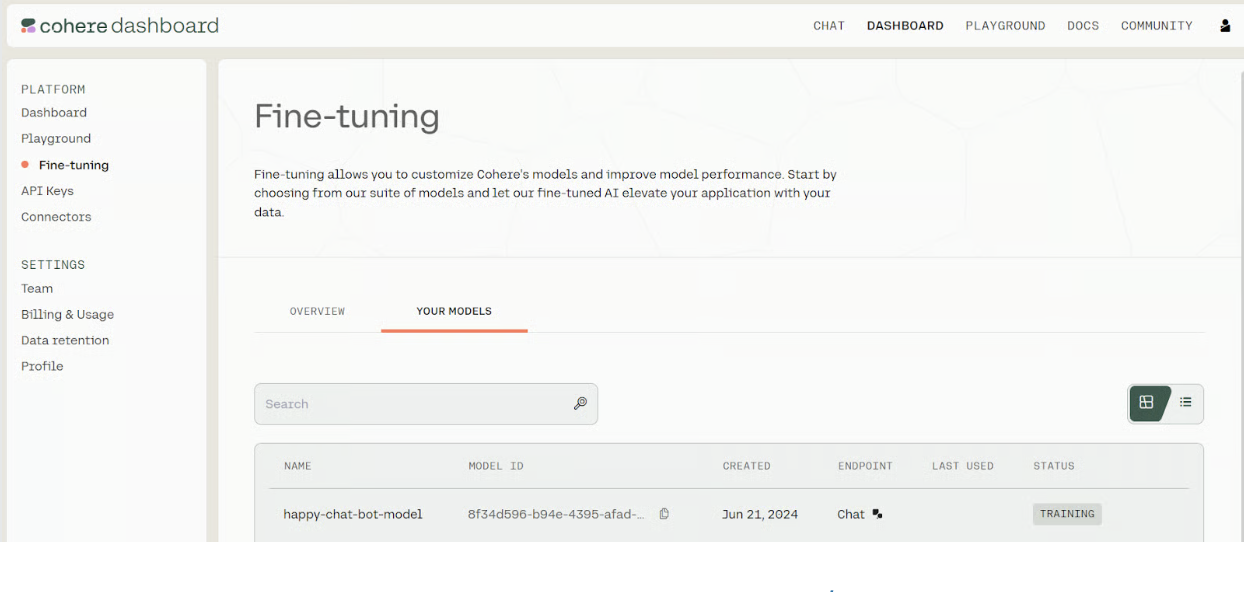 cohere dashboard
CHAT DASHBOARD PLAYGROUND DOCS COMMUNITY
PLATFORM
Dashboard
Playground
Fine-tuning
API Keys
Connectors
SETTINGS
Team
Billing & Usage
Data retention
Profile
Fine-tuning
Fine-tuning allows you to customize Cohere's models and improve model performance. Start by
choosing from our suite of models and let our fine-tuned AI elevate your application with your
data.
OVERVIEW YOUR MODELS
Search
NAME MODEL ID CREATED ENDPOINT LAST USED STATUS
happy-chat-bot-model 8f34d596-b94e-4395-afad-... Jun 21, 2024 Chat TRAINING